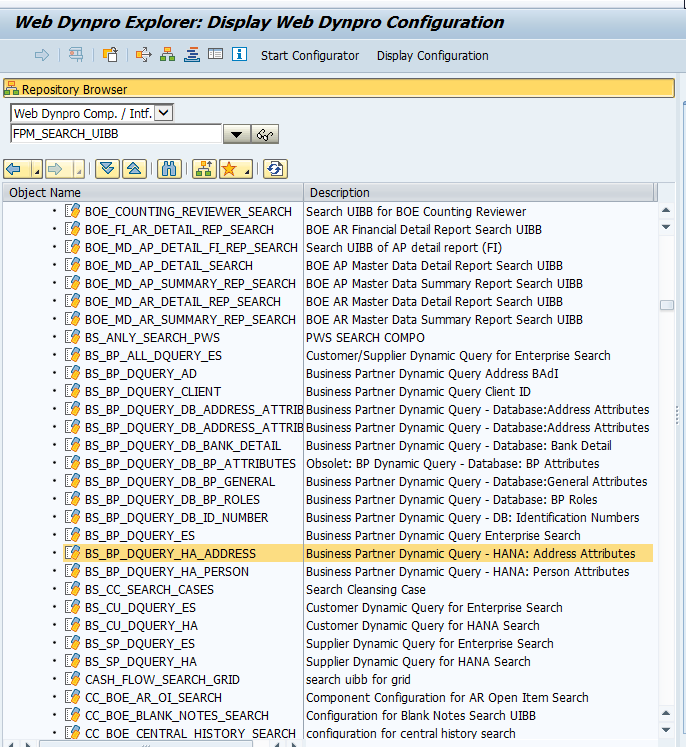 Web Dynpro Explorer: Display Web Dynpro Configuration
Start Configurator Display Configuration
Repository Browser
Web Dynpro Comp. / Intf.
FPM_SEARCH_UIBB
Object Name Description
BOE_COUNTING_REVIEWER_SEARCH Search UIBB for BOE Counting Reviewer
BOE_FI_AR_DETAIL_REP_SEARCH BOE AR Financial Detail Report Search UIBB
BOE_MD_AP_DETAIL_FI_REP_SEARCH Search UIBB of AP detail report (FI)
BOE_MD_AP_DETAIL_SEARCH BOE AP Master Data Detail Report Search UIBB
BOE_MD_AP_SUMMARY_REP_SEARCH BOE AP Master Data Summary Report Search UIBB
BOE_MD_AR_DETAIL_REP_SEARCH BOE AR Master Data Detail Report Search UIBB
BOE_MD_AR_SUMMARY_REP_SEARCH BOE AR Master Data Summary Report Search UIBB
BS_ANLY_SEARCH_PWS PWS SEARCH COMPO
BS_BP_ALL_DQUERY_ES Customer/Supplier Dynamic Query for Enterprise Search
BS_BP_DQUERY_AD Business Partner Dynamic Query Address BAdI
BS_BP_DQUERY_CLIENT Business Partner Dynamic Query Client ID
BS_BP_DQUERY_DB_ADDRESS_ATTRIB Business Partner Dynamic Query - Database:Address Attributes
BS_BP_DQUERY_DB_ADDRESS_ATTRIB Business Partner Dynamic Query - Database:Address Attributes
BS_BP_DQUERY_DB_BANK_DETAIL Business Partner Dynamic Query - Database: Bank Detail
BS_BP_DQUERY_DB_BP_ATTRIBUTES Obsolet: BP Dynamic Query - Database: BP Attributes
BS_BP_DQUERY_DB_BP_GENERAL Business Partner Dynamic Query - Database:General Attributes
BS_BP_DQUERY_DB_BP_ROLES Business Partner Dynamic Query - Database: BP Roles
BS_BP_DQUERY_DB_ID_NUMBER Business Partner Dynamic Query - DB: Identification Numbers
BS_BP_DQUERY_ES Business Partner Dynamic Query Enterprise Search
BS_BP_DQUERY_HA_ADDRESS Business Partner Dynamic Query - HANA: Address Attributes
BS_BP_DQUERY_HA_PERSON Business Partner Dynamic Query - HANA: Person Attributes
BS_CC_SEARCH_CASES Search Cleansing Case
BS_CU_DQUERY_ES Customer Dynamic Query for Enterprise Search
BS_CU_DQUERY_HA Customer Dynamic Query for HANA Search
BS_SP_DQUERY_ES Supplier Dynamic Query for Enterprise Search
BS_SP_DQUERY_HA Supplier Dynamic Query for HANA Search
CASH_FLOW_SEARCH_GRID search uibb for grid
CC_BOE_AR_OI_SEARCH Component Configuration for AR Open Item Search
CC_BOE_BLANK_NOTES_SEARCH Configuration for Blank Notes Search UIBB
CC_BOE_CENTRAL_HISTORY_SEARCH configuration for central history search